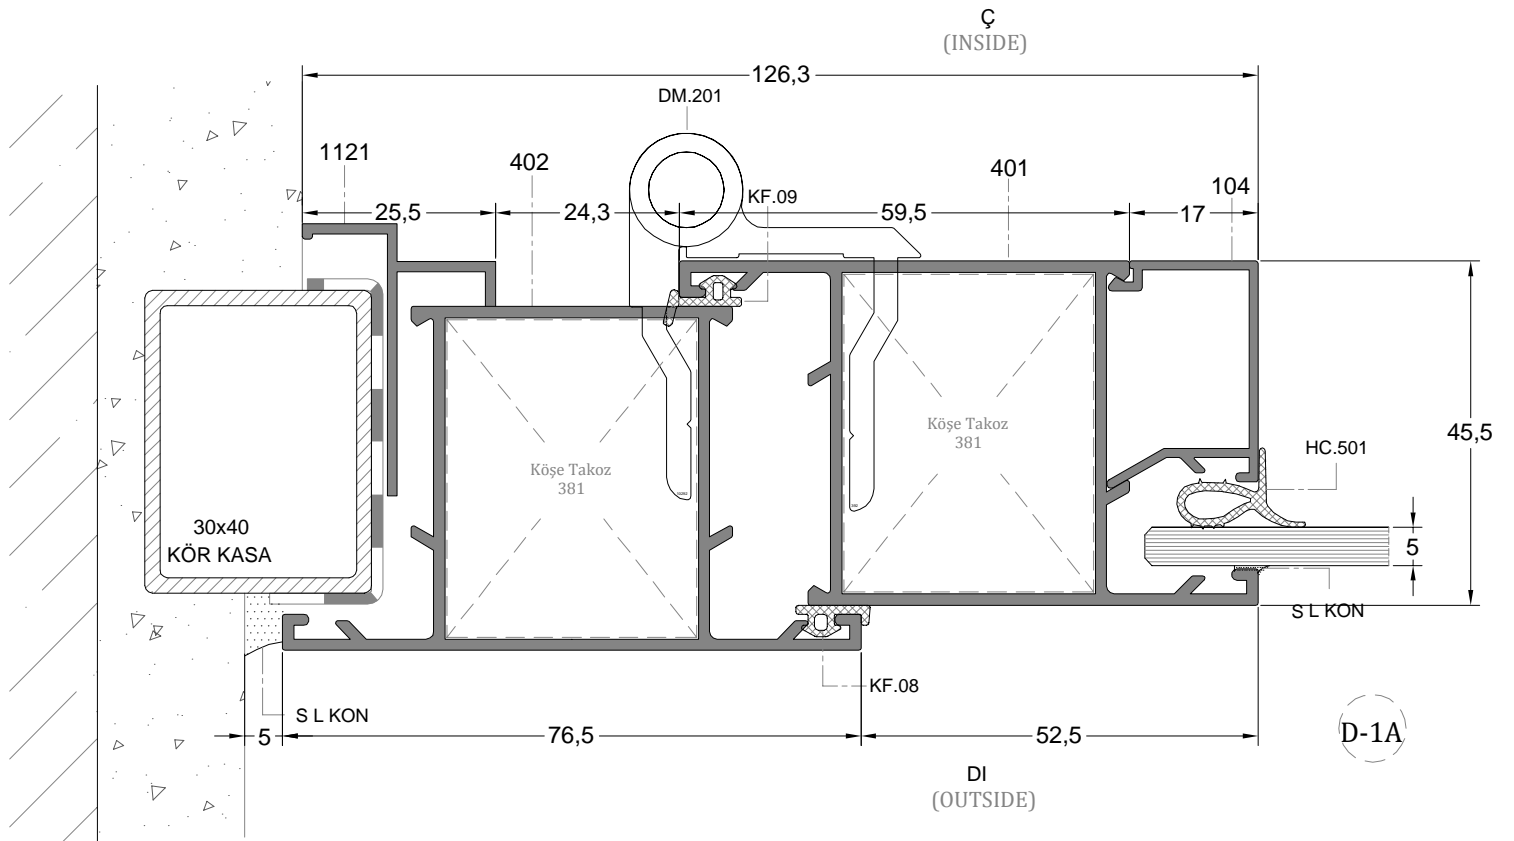 Ç
(INSIDE)
126,3
DM.201
1121
402
KF.09
401
104
25,5
24,3
59,5
17
45,5
Köşe Takoz
381
Köşe Takoz
381
HC.501
30x40
KÖR KASA
5
S L KON
KF.08
S L KON
5
76,5
52,5
D-1A
DI
(OUTSIDE)